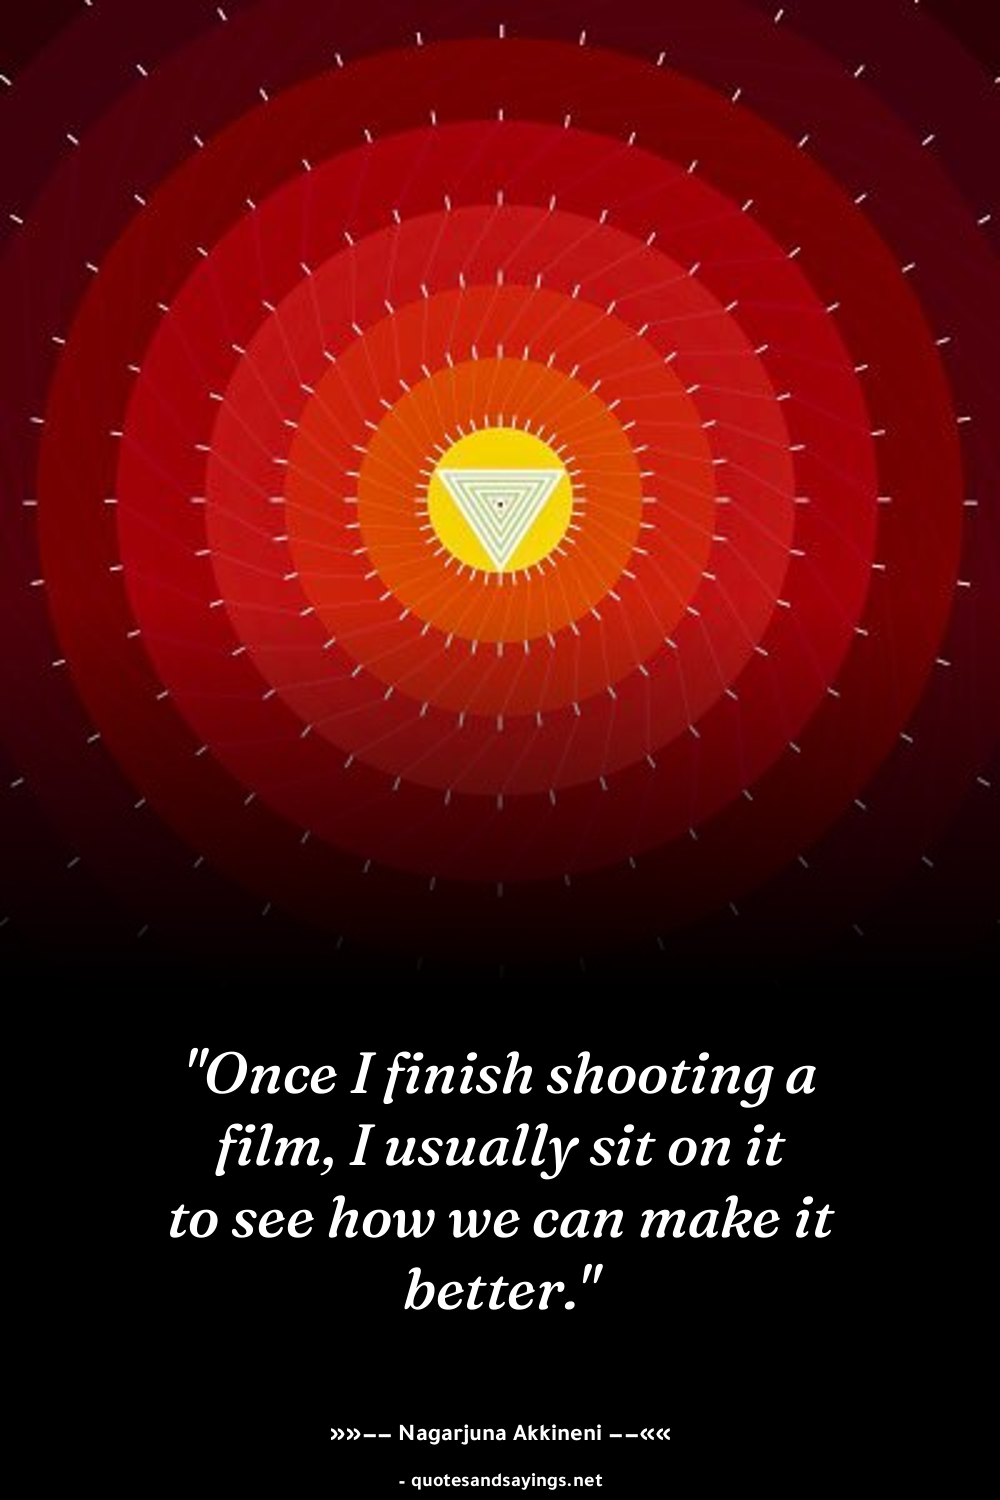 "Once I finish shooting a
film, I usually sit on it
to see how we can make it
better."
»»−− Nagarjuna Akkineni −−««
- quotesandsayings.net